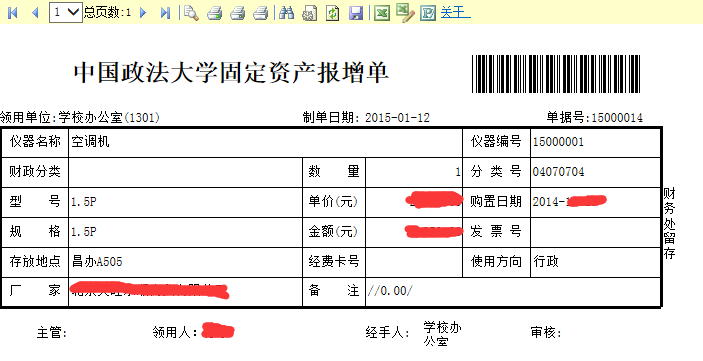 1 总页数:1 关于
中国政法大学固定资产报增单
领用单位:学校办公室(1301) 制单日期: 2015-01-12 单据号:15000014
仪器名称 空调机 仪器编号 15000001
财政分类 数 量 1 分 类 号 04070704
型 号 1.5P 单价(元) 购置日期 2014-1
规 格 1.5P 金额(元) 发 票 号
存放地点 昌办A505 经费卡号 使用方向 行政
厂 家 备 注 //0.00/
财务处留存
主管: 领用人: 经手人: 学校办 审核:
公室